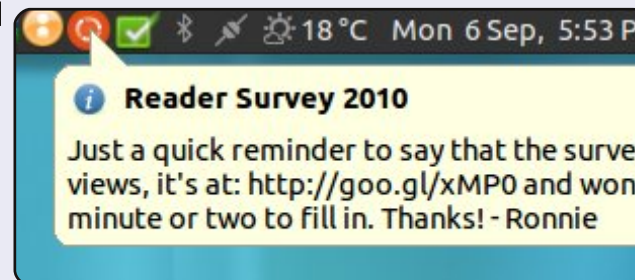 18 °C Mon 6 Sep, 5:53 P
Reader Survey 2010
Just a quick reminder to say that the surve
views, it's at: http://goo.gl/xMP0 and won
minute or two to fill in. Thanks! - Ronnie